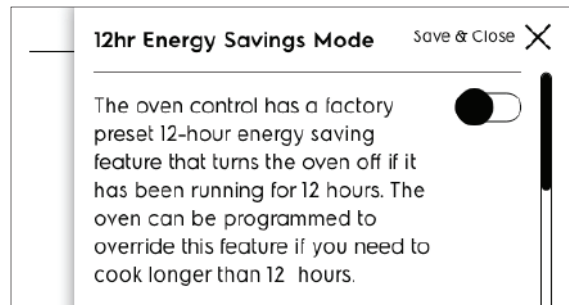 12hr Energy Savings Mode
Save & Close
The oven control has a factory
preset 12-hour energy saving
feature that turns the oven off if it
has been running for 12 hours. The
oven can be programmed to
override this feature if you need to
cook longer than 12 hours.